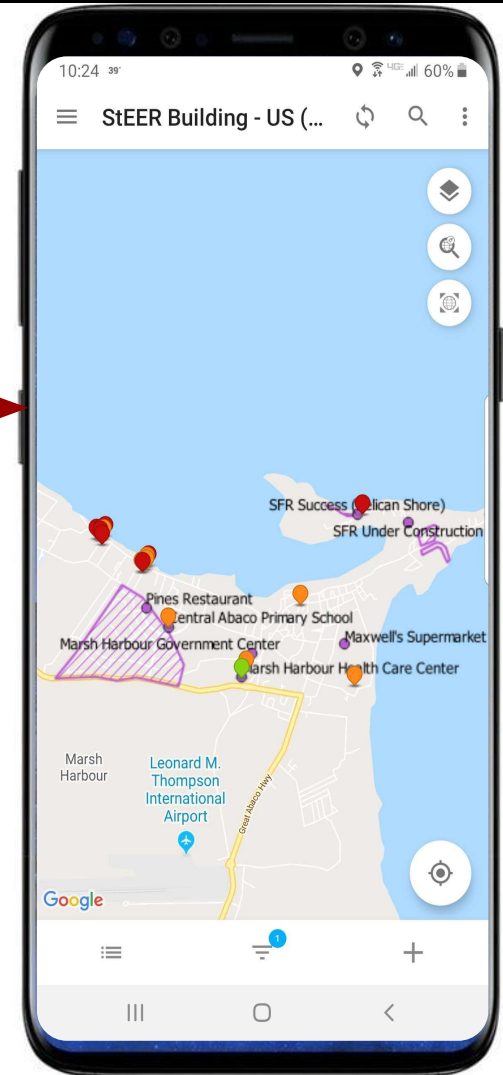 10:24 39° 4GE 60%
StEER Building - US (...
SFR Success (Pelican Shore)
SFR Under Construction
Pines Restaurant
Central Abaco Primary School
Marsh Harbour Government Center
Maxwell's Supermarket
Marsh Harbour Health Care Center
Marsh
Harbour
Leonard M.
Thompson
International
Airport
Great Abaco Hwy
Google
1